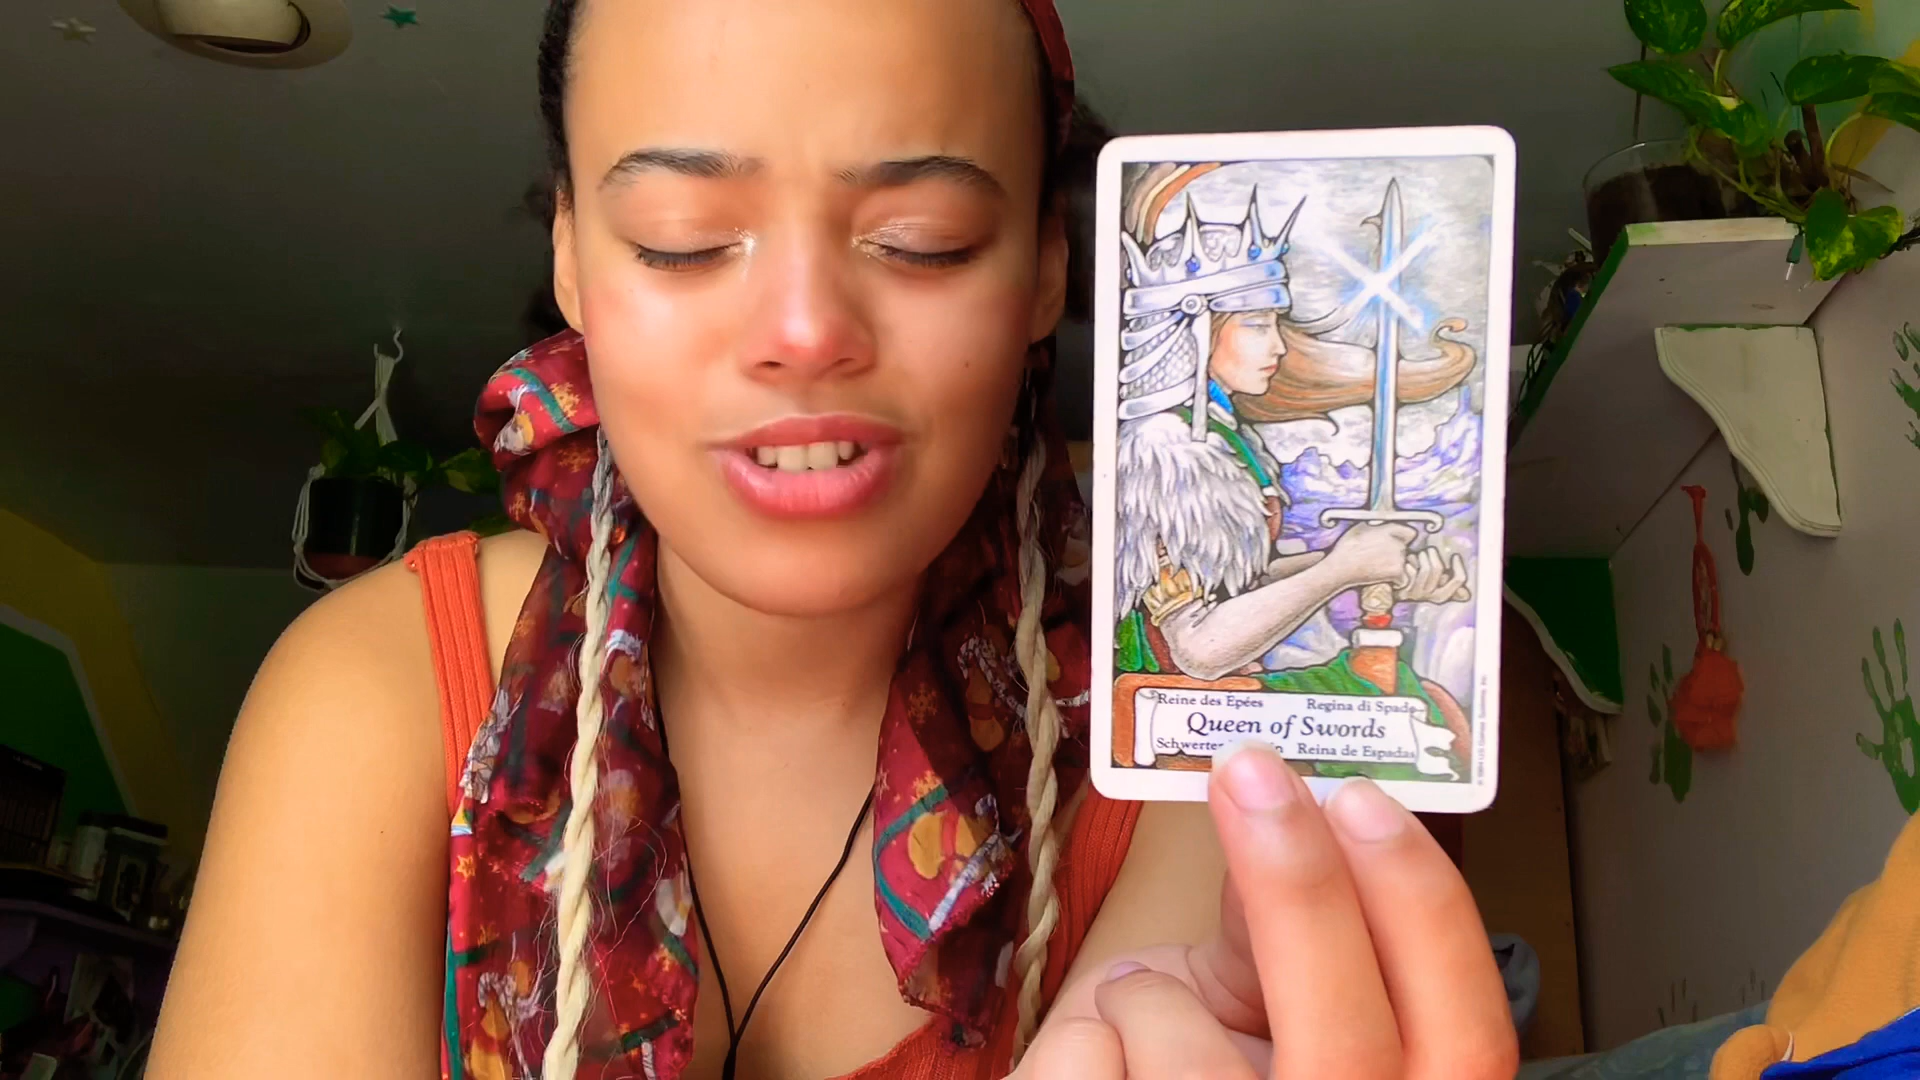 Reine des Epées Regina di Spade
Queen of Swords
Reina de Espadas